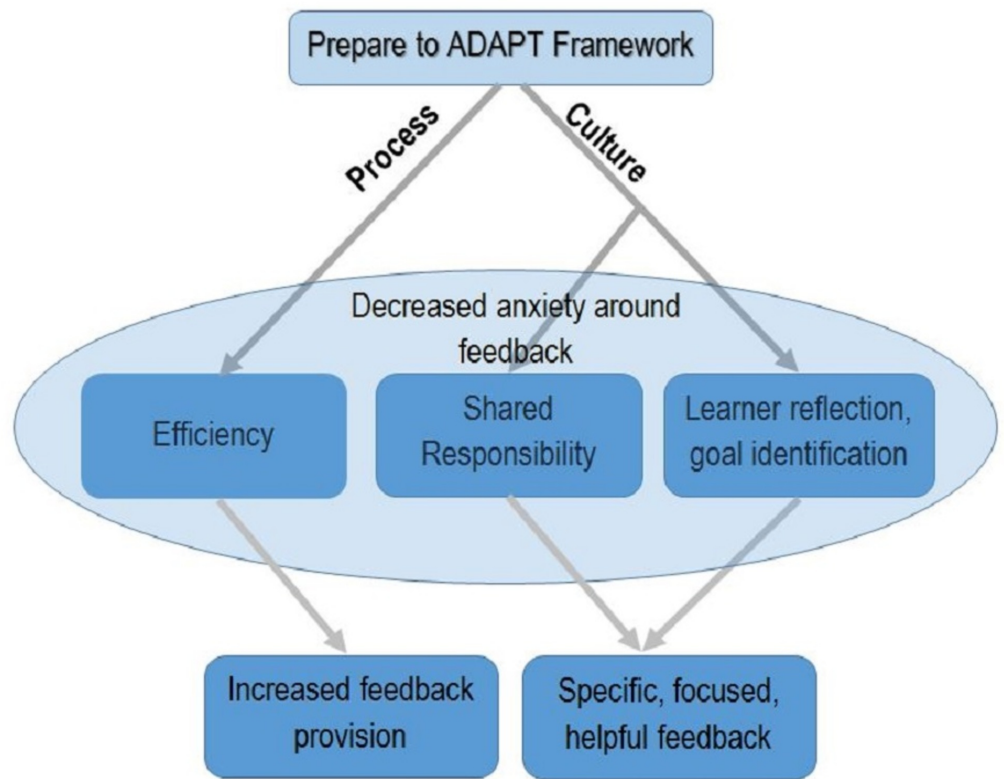 Prepare to ADAPT Framework
Process
Culture
Decreased anxiety around
feedback
Efficiency
Shared
Responsibility
Learner reflection,
goal identification
Increased feedback
provision
Specific, focused,
helpful feedback